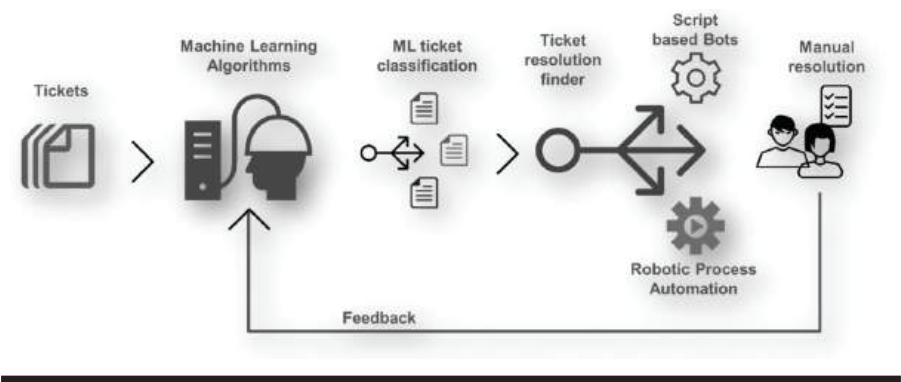 Tickets
Machine Learning
Algorithms
ML ticket
classification
Ticket
resolution
finder
Script
based Bots
Manual
resolution
Robotic Process
Automation
Feedback